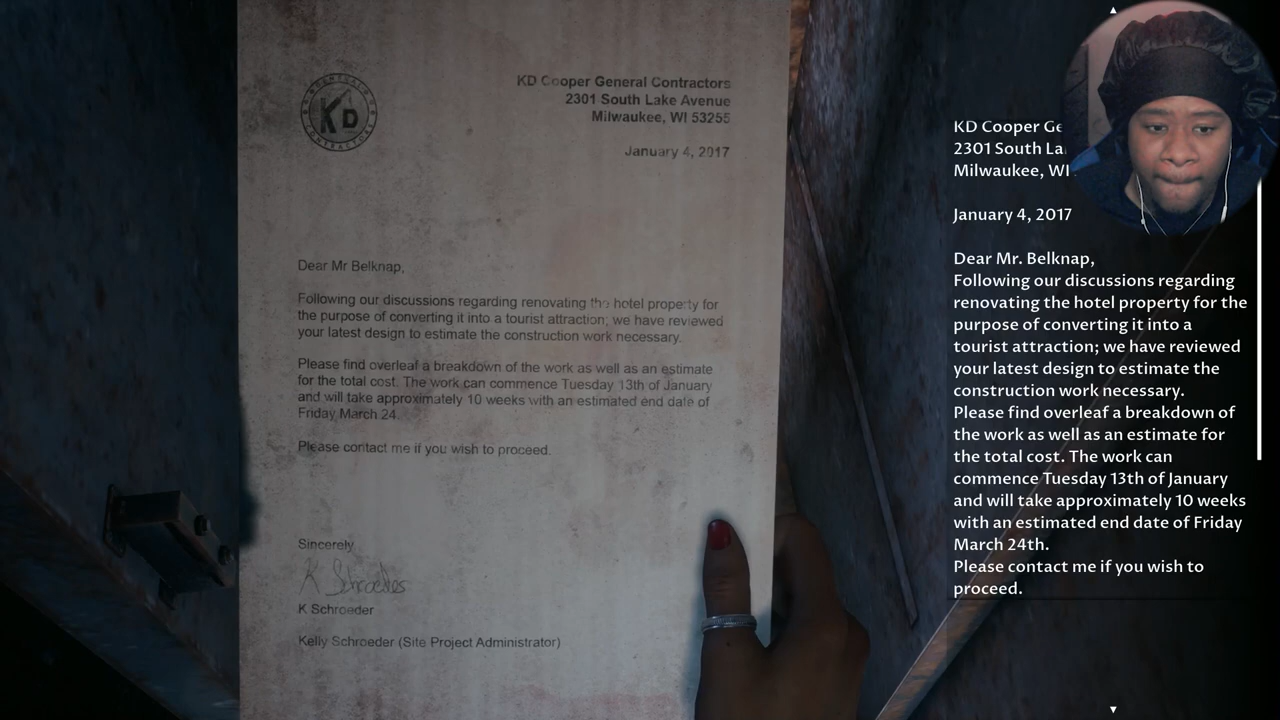 KD
KD Cooper General Contractors
2301 South Lake Avenue
Milwaukee, WI 53255
January 4, 2017
Dear Mr Belknap,
Following our discussions regarding renovating the hotel property for
the purpose of converting it into a tourist attraction; we have reviewed
your latest design to estimate the construction work necessary.
Please find overleaf a breakdown of the work as well as an estimate
for the total cost. The work can commence Tuesday 13th of January
and will take approximately 10 weeks with an estimated end date of
Friday March 24.
Please contact me if you wish to proceed.
Sincerely
K Schroeder
K Schroeder
Kelly Schroeder (Site Project Administrator)
KD Cooper Ge
2301 South La
Milwaukee, WI
January 4, 2017
Dear Mr. Belknap,
Following our discussions regarding
renovating the hotel property for the
purpose of converting it into a
tourist attraction; we have reviewed
your latest design to estimate the
construction work necessary.
Please find overleaf a breakdown of
the work as well as an estimate for
the total cost. The work can
commence Tuesday 13th of January
and will take approximately 10 weeks
with an estimated end date of Friday
March 24th.
Please contact me if you wish to
proceed.